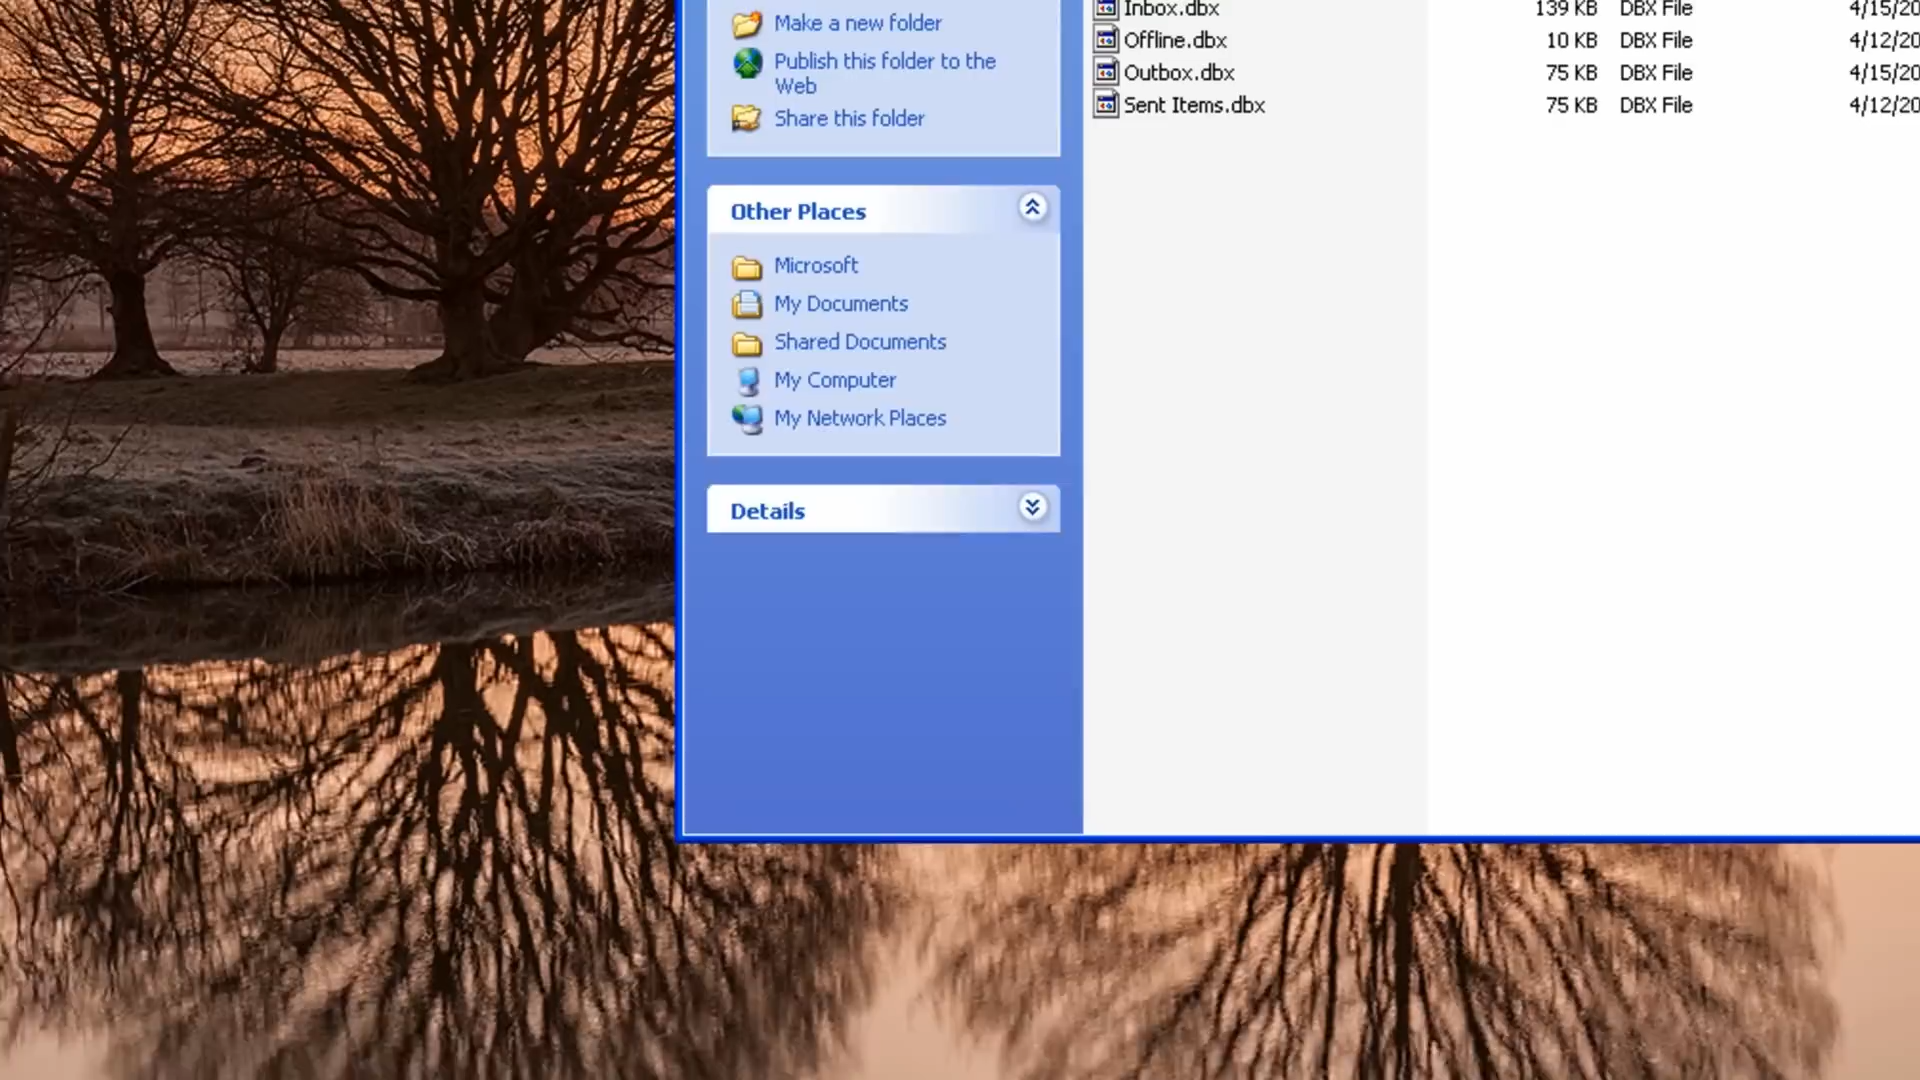 Make a new folder
Publish this folder to the
Web
Share this folder
Other Places
Microsoft
My Documents
Shared Documents
My Computer
My Network Places
Details
Inbox.dbx 139 KB DBX File 4/15/20
Offline.dbx 10 KB DBX File 4/12/20
Outbox.dbx 75 KB DBX File 4/15/20
Sent Items.dbx 75 KB DBX File 4/12/20